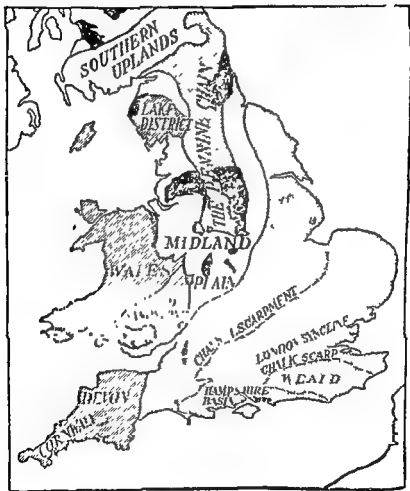 SOUTHERN
UPLANDS
LAKE
DISTRICT
THE PENNINE CHAIN
MIDLAND
PLAIN
WALES
CHALK ESCARPMENT
LONDON SYNCLINE
CHALK SCARP
WEALD
HAMPSHIRE
BASIN
DEVON
CORNWALL